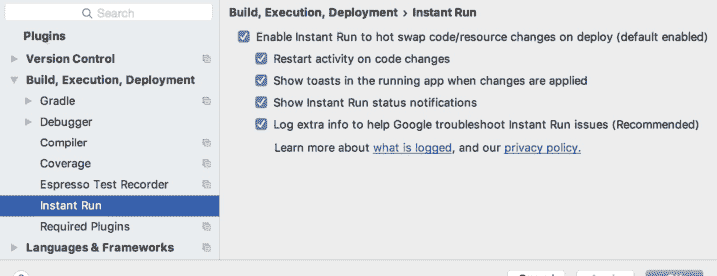 Search
Plugins
Version Control
Build, Execution, Deployment
Gradle
Debugger
Compiler
Coverage
Espresso Test Recorder
Instant Run
Required Plugins
Languages & Frameworks
Build, Execution, Deployment › Instant Run
Enable Instant Run to hot swap code/resource changes on deploy (default enabled)
Restart activity on code changes
Show toasts in the running app when changes are applied
Show Instant Run status notifications
Log extra info to help Google troubleshoot Instant Run issues (Recommended)
Learn more about what is logged, and our privacy policy.